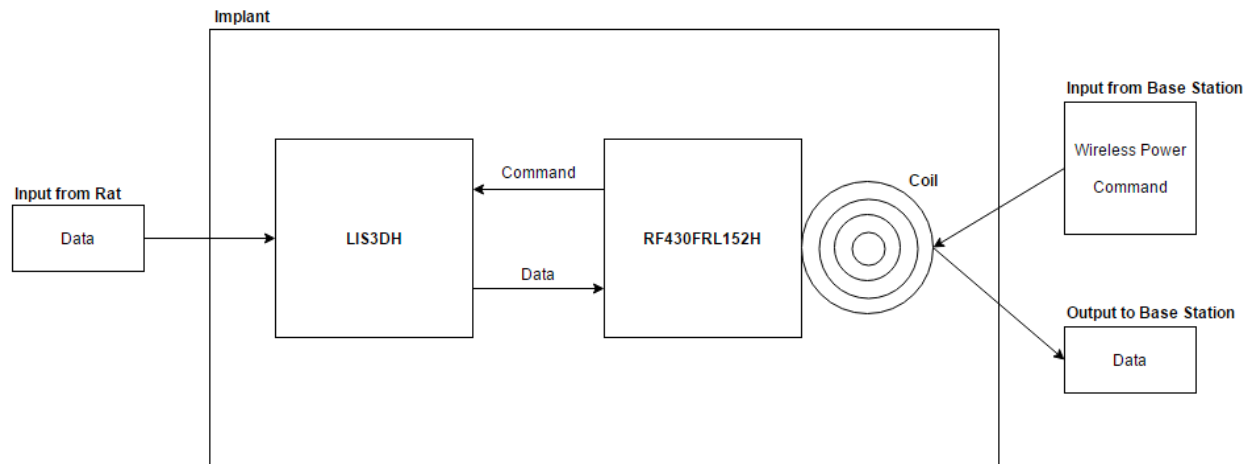 Implant
Input from Base Station
Wireless Power
Command
Command
Coil
Input from Rat
Data
LIS3DH
RF430FRL152H
Data
Output to Base Station
Data